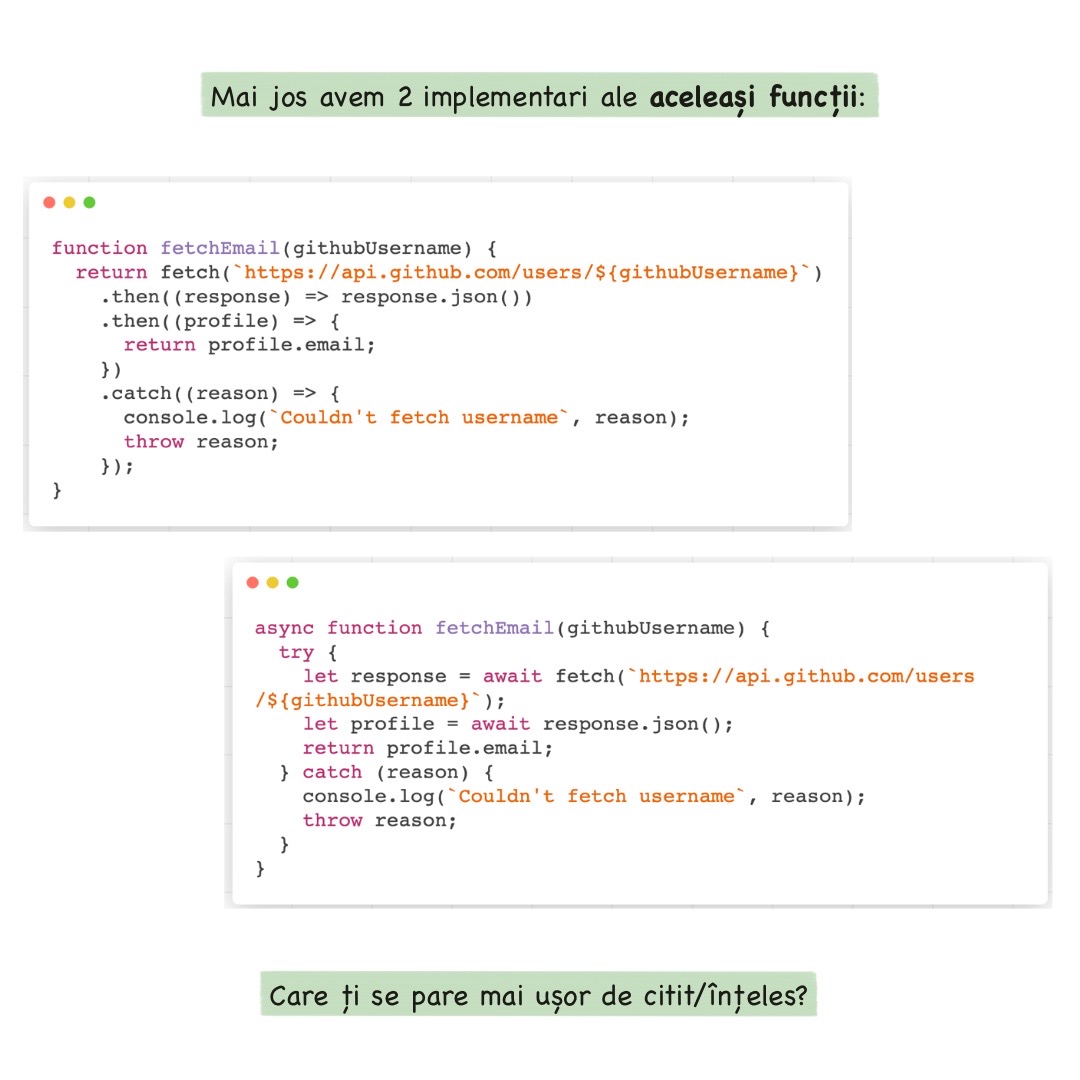 Mai jos avem 2 implementari ale aceleași funcții:
function fetchEmail(githubUsername) {
  return fetch(`https://api.github.com/users/${githubUsername}`)
    .then((response) => response.json())
    .then((profile) => {
      return profile.email;
    })
    .catch((reason) => {
      console.log(`Couldn't fetch username`, reason);
      throw reason;
    });
}
async function fetchEmail(githubUsername) {
  try {
    let response = await fetch(`https://api.github.com/users
/${githubUsername}`);
    let profile = await response.json();
    return profile.email;
  } catch (reason) {
    console.log(`Couldn't fetch username`, reason);
    throw reason;
  }
}
Care ți se pare mai ușor de citit/înțeles?